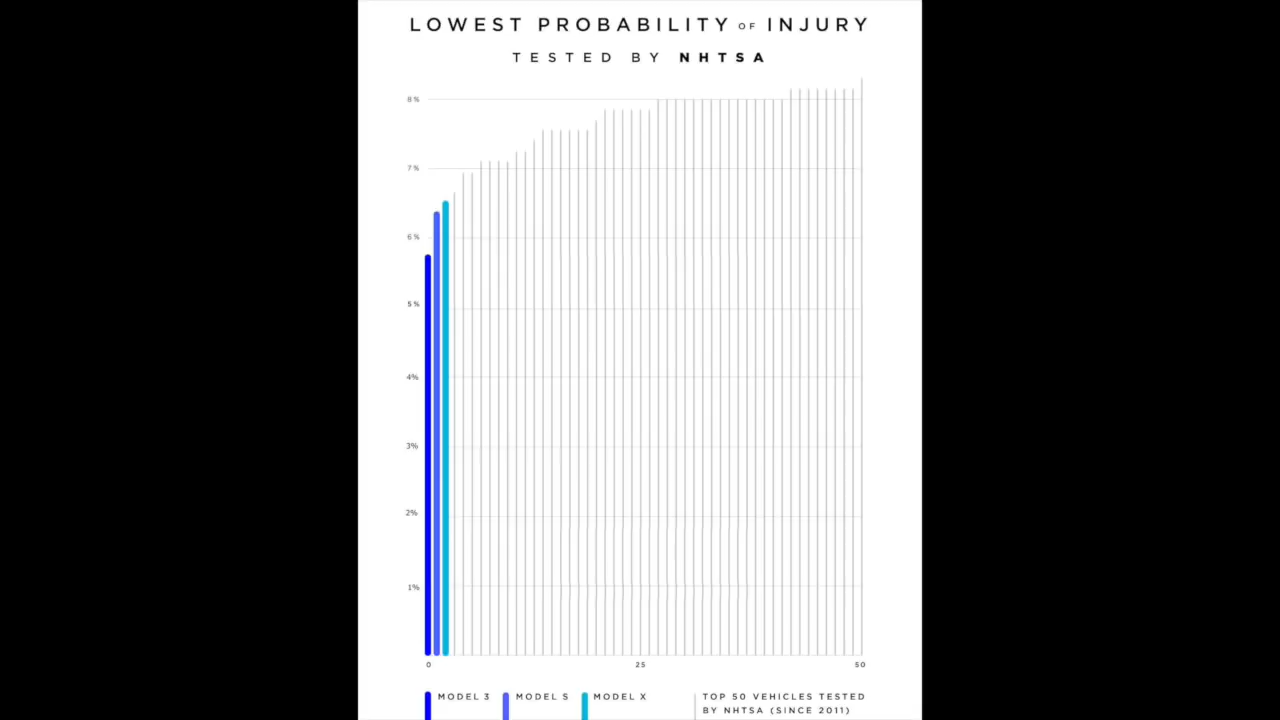 LOWEST PROBABILITY OF INJURY
TESTED BY NHTSA
8%
7%
6%
5%
4%
3%
2%
1%
0 25 50
MODEL 3 MODEL S MODEL X TOP 50 VEHICLES TESTED
BY NHTSA (SINCE 2011)